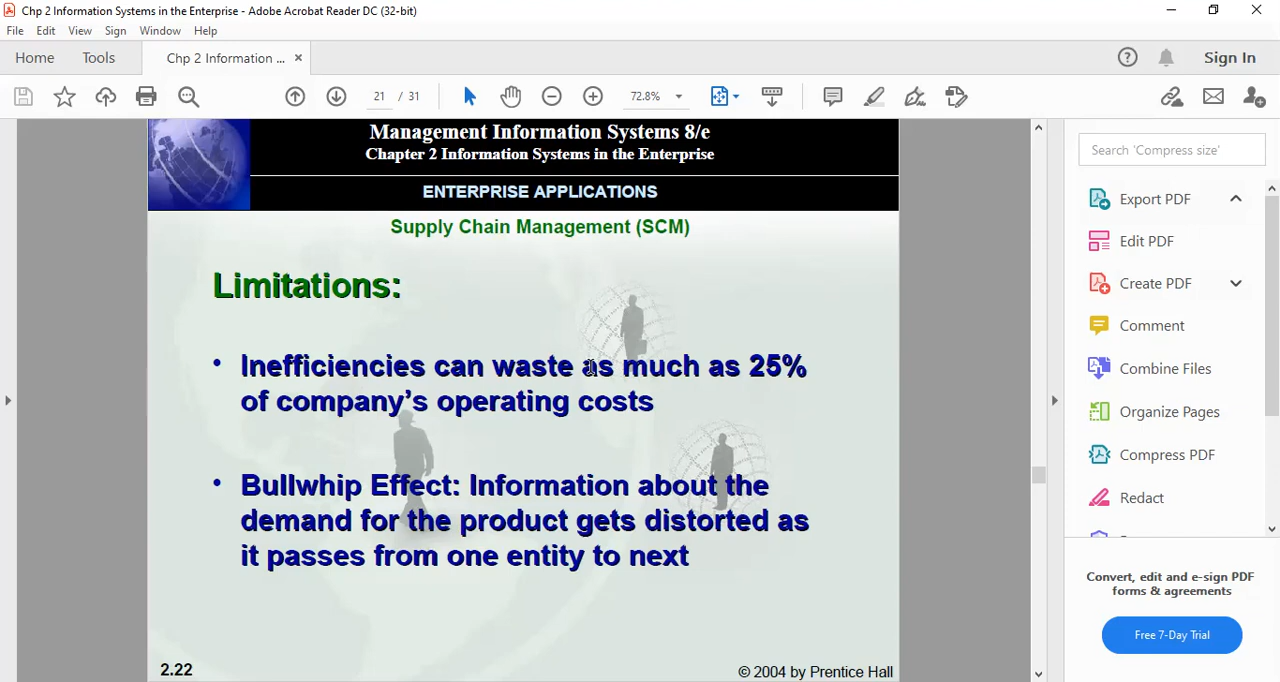 Chp 2 Information Systems in the Enterprise - Adobe Acrobat Reader DC (32-bit)
File Edit View Sign Window Help
Home Tools Chp 2 Information ... × Sign In
21 / 31 72.8%
Management Information Systems 8/e
Chapter 2 Information Systems in the Enterprise
ENTERPRISE APPLICATIONS
Supply Chain Management (SCM)
Limitations:
• Inefficiencies can waste as much as 25%
of company’s operating costs
• Bullwhip Effect: Information about the
demand for the product gets distorted as
it passes from one entity to next
2.22
© 2004 by Prentice Hall
Search 'Compress size'
Export PDF
Edit PDF
Create PDF
Comment
Combine Files
Organize Pages
Compress PDF
Redact
Convert, edit and e-sign PDF
forms & agreements
Free 7-Day Trial